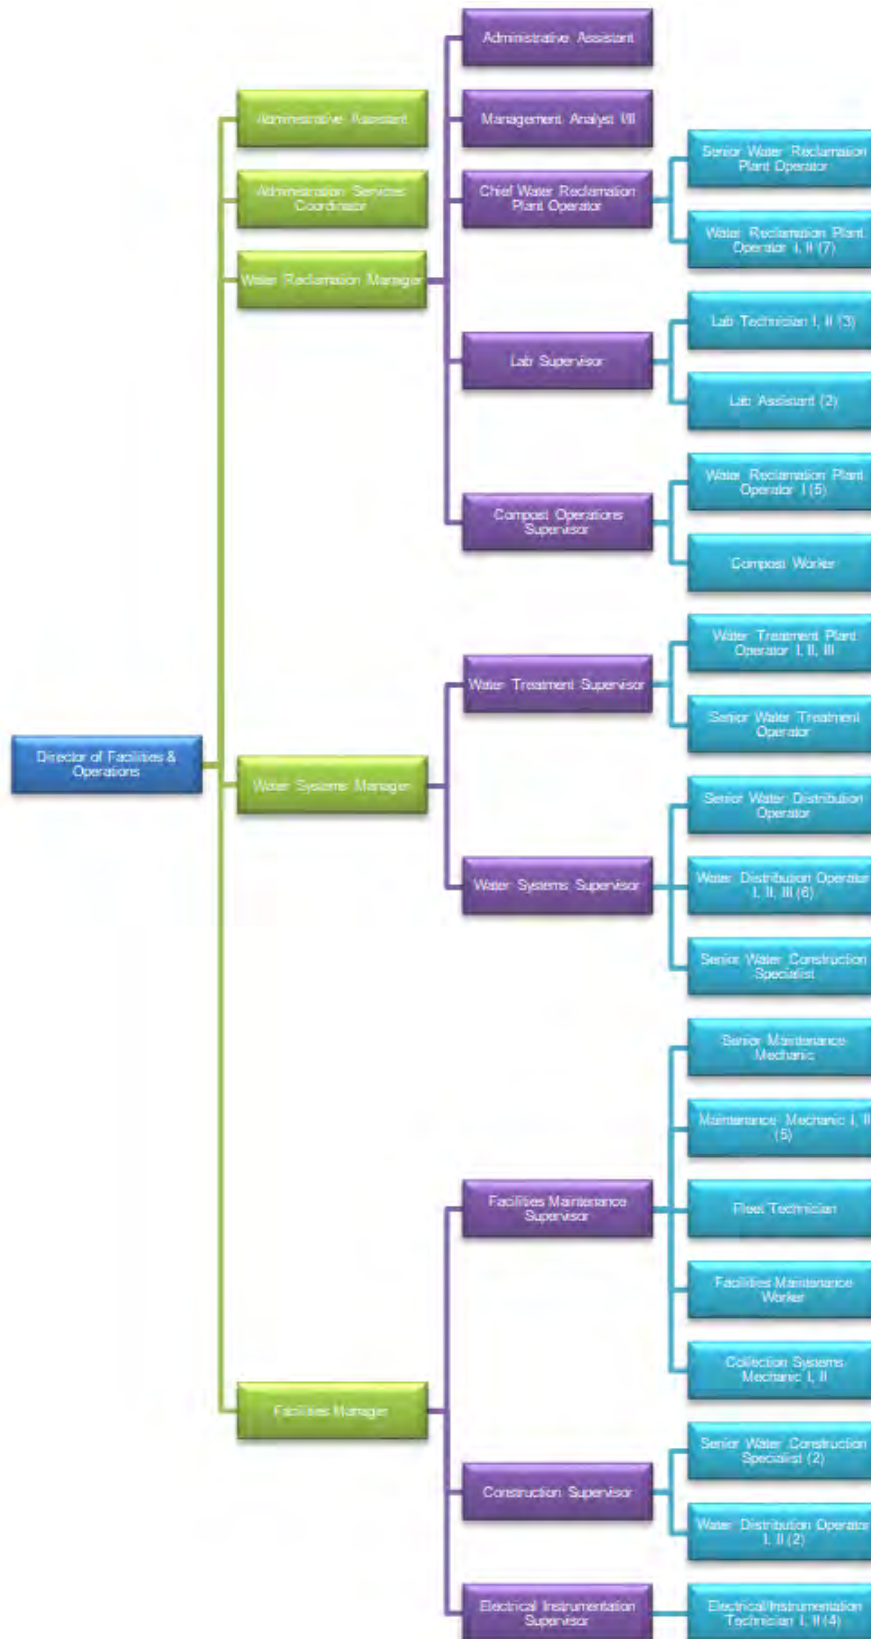 Administrative Assistant
Administrative Assistant
Management Analyst I/II
Senior Water Reclamation
Plant Operator
Administration Services
Coordinator
Chief Water Reclamation
Plant Operator
Water Reclamation Plant
Operator I, II (7)
Water Reclamation Manager
Lab Technician I, II (3)
Lab Supervisor
Lab Assistant (2)
Water Reclamation Plant
Operator I (5)
Compost Operations
Supervisor
Compost Worker
Water Treatment Plant
Operator I, II, III
Water Treatment Supervisor
Senior Water Treatment
Operator
Director of Facilities &
Operations
Water Systems Manager
Senior Water Distribution
Operator
Water Systems Supervisor
Water Distribution Operator
I, II, III (6)
Senior Water Construction
Specialist
Senior Maintenance
Mechanic
Maintenance Mechanic I, II
(5)
Facilities Maintenance
Supervisor
Fleet Technician
Facilities Maintenance
Worker
Collection Systems
Mechanic I, II
Facilities Manager
Senior Water Construction
Specialist (2)
Construction Supervisor
Water Distribution Operator
I, II (2)
Electrical Instrumentation
Supervisor
Electrical/Instrumentation
Technician I, II (4)